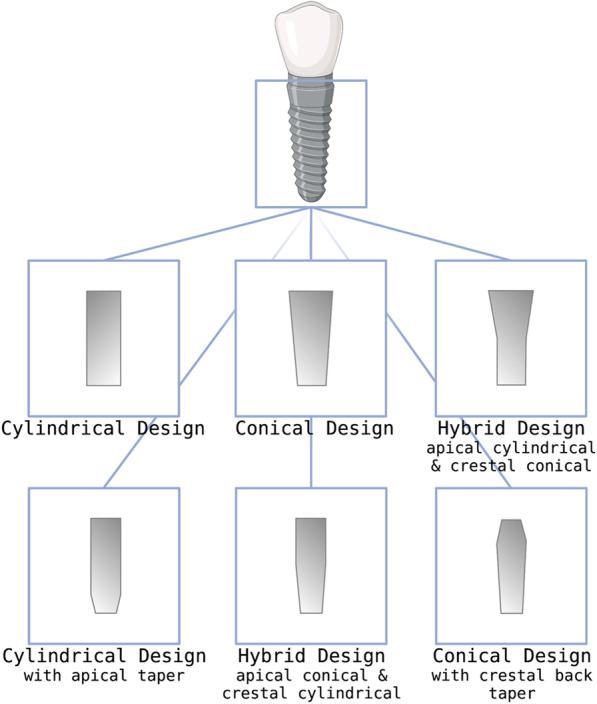 Cylindrical Design
Conical Design
Hybrid Design
apical cylindrical
& crestal conical
Cylindrical Design
with apical taper
Hybrid Design
apical conical &
crestal cylindrical
Conical Design
with crestal back
taper